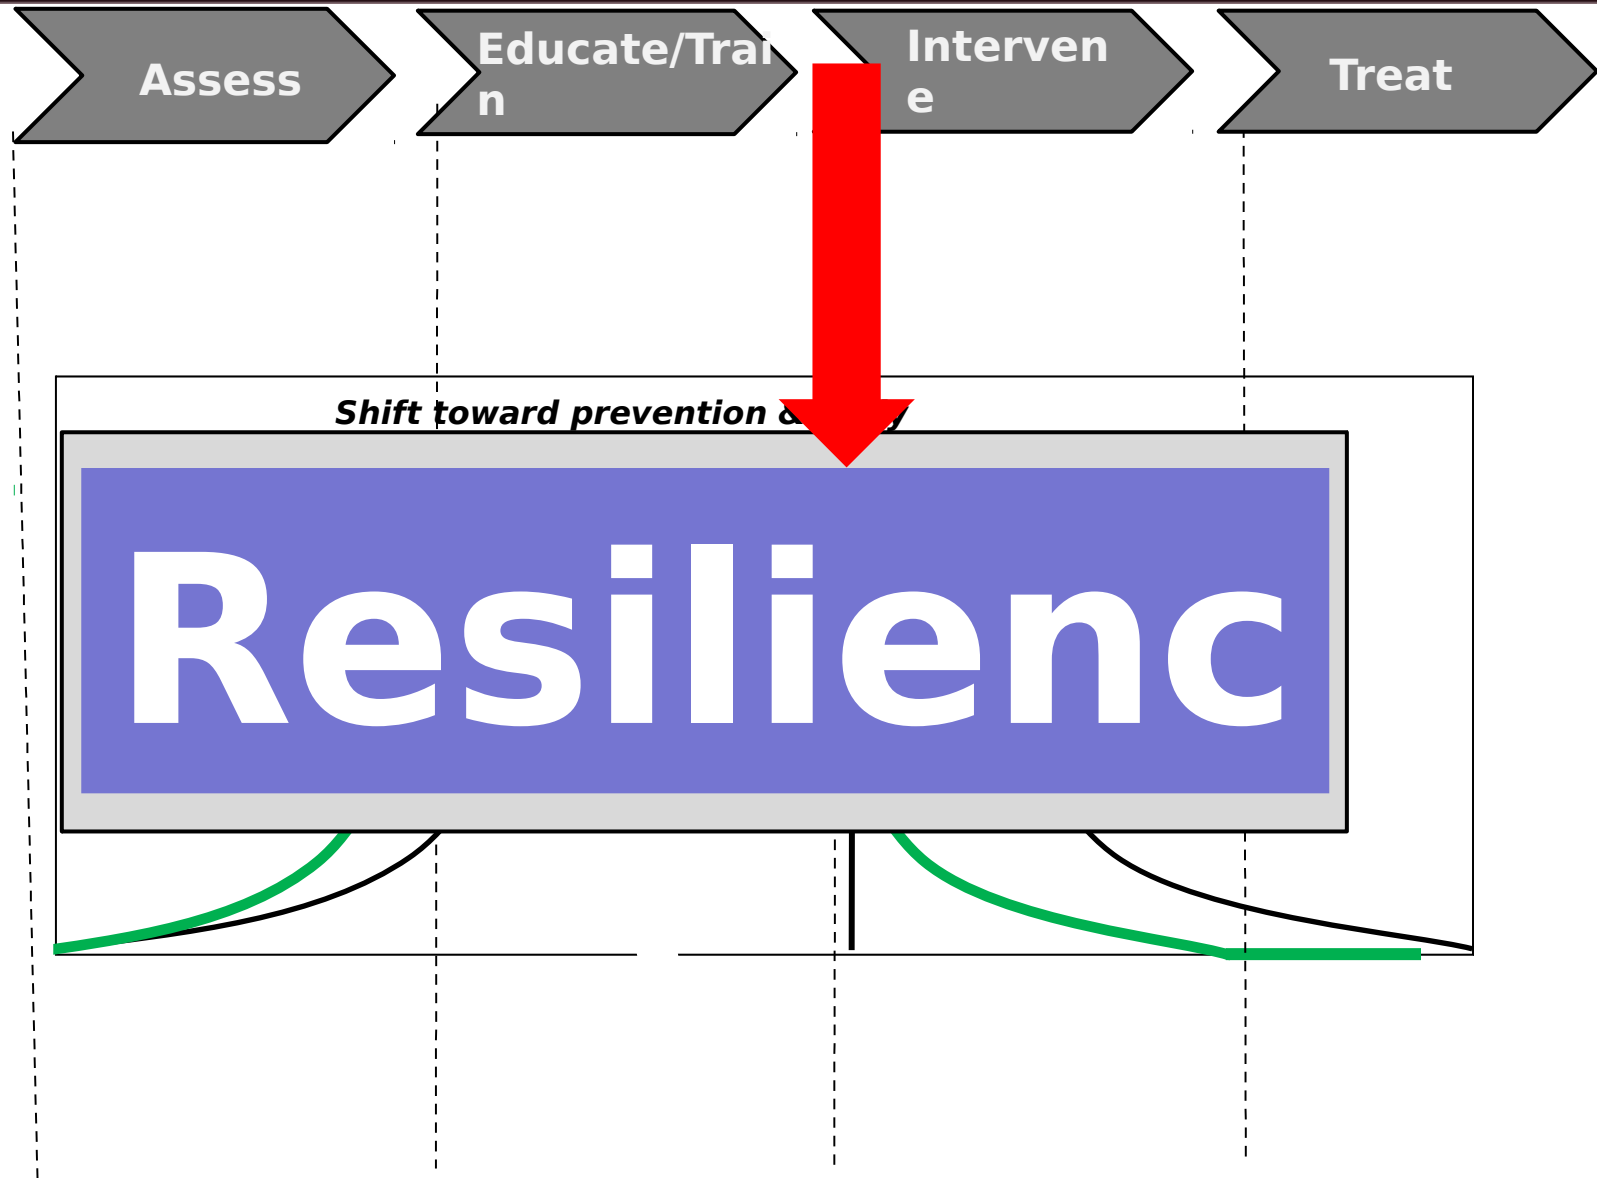 Assess
Educate/Trai
n
Interven
e
Treat
Shift toward prevention &
Resilienc